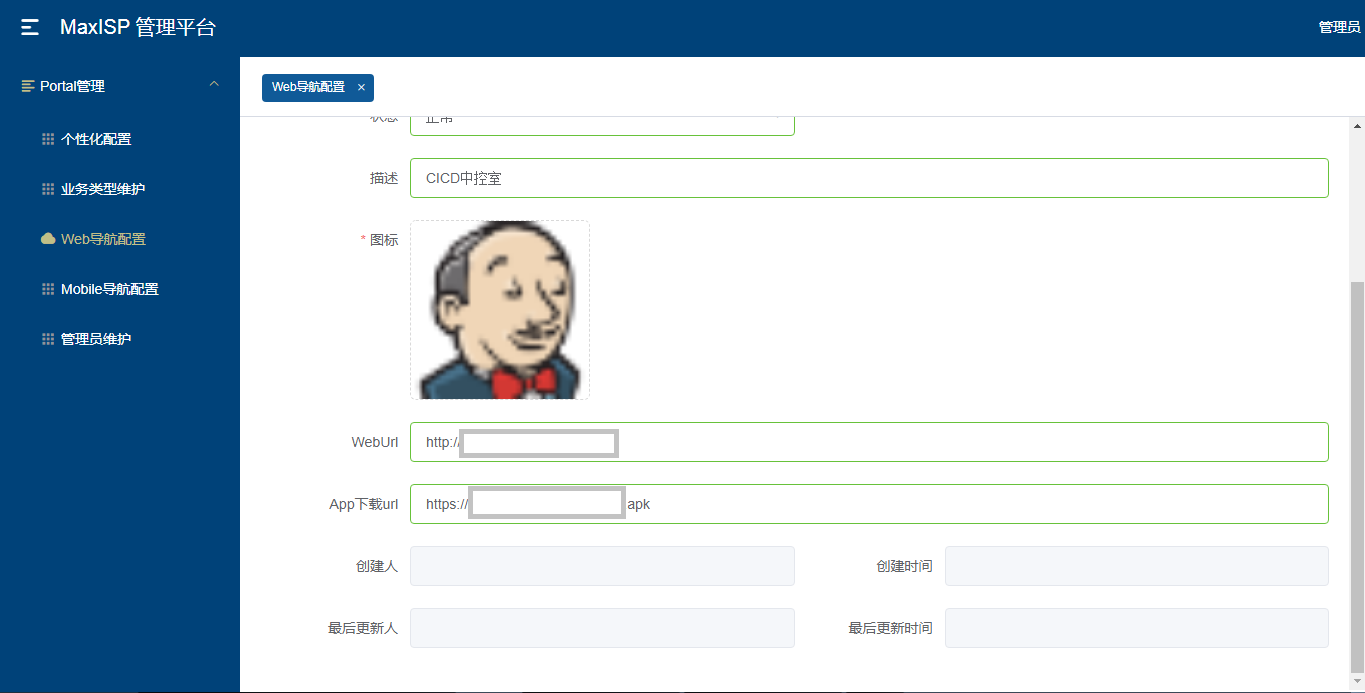 MaxISP 管理平台
管理员
Portal管理
Web导航配置 ×
个性化配置
业务类型维护
Web导航配置
Mobile导航配置
管理员维护
状态 正常
描述 CICD中控室
* 图标
WebUrl http://
App下载url https:// apk
创建人 创建时间
最后更新人 最后更新时间